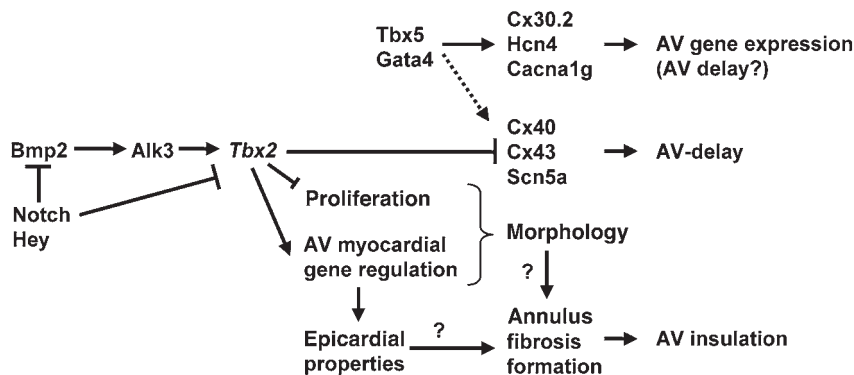 Tbx5
Gata4
Cx30.2
Hcn4
Cacna1g
AV gene expression
(AV delay?)
Bmp2
Alk3
Tbx2
Cx40
Cx43
Scn5a
AV-delay
Notch
Hey
Proliferation
AV myocardial
gene regulation
Morphology
?
Epicardial
properties
?
Annulus
fibrosis
formation
AV insulation